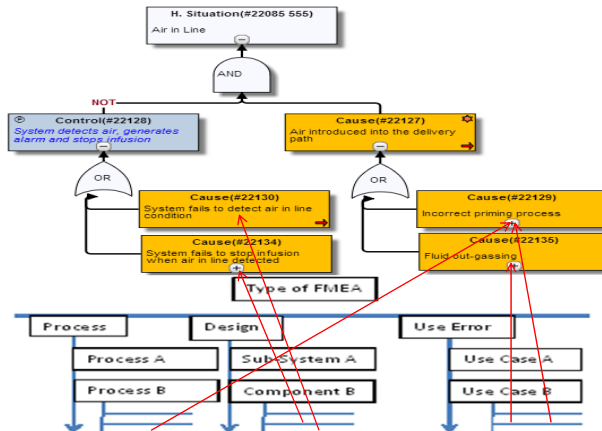 H. Situation(#22085 555)
Air in Line
AND
NOT
P
Control(#22128)
System detects air, generates
alarm and stops infusion
Cause(#22127)
Air introduced into the delivery
path
OR
OR
Cause(#22130)
System fails to detect air in line
condition
Cause(#22129)
Incorrect priming process
Cause(#22134)
System fails to stop infusion
when air in line detected
Cause(#22135)
Fluid out-gassing
Type of FMEA
Process
Design
Use Error
Process A
Sub-System A
Use Case A
Process B
Component B
Use Case B